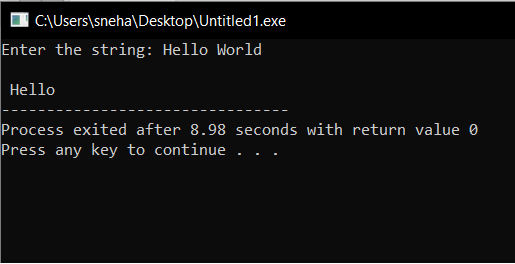 C:\Users\sneha\Desktop\Untitled1.exe
Enter the string: Hello World
Hello
--------------------------------
Process exited after 8.98 seconds with return value 0
Press any key to continue . . .